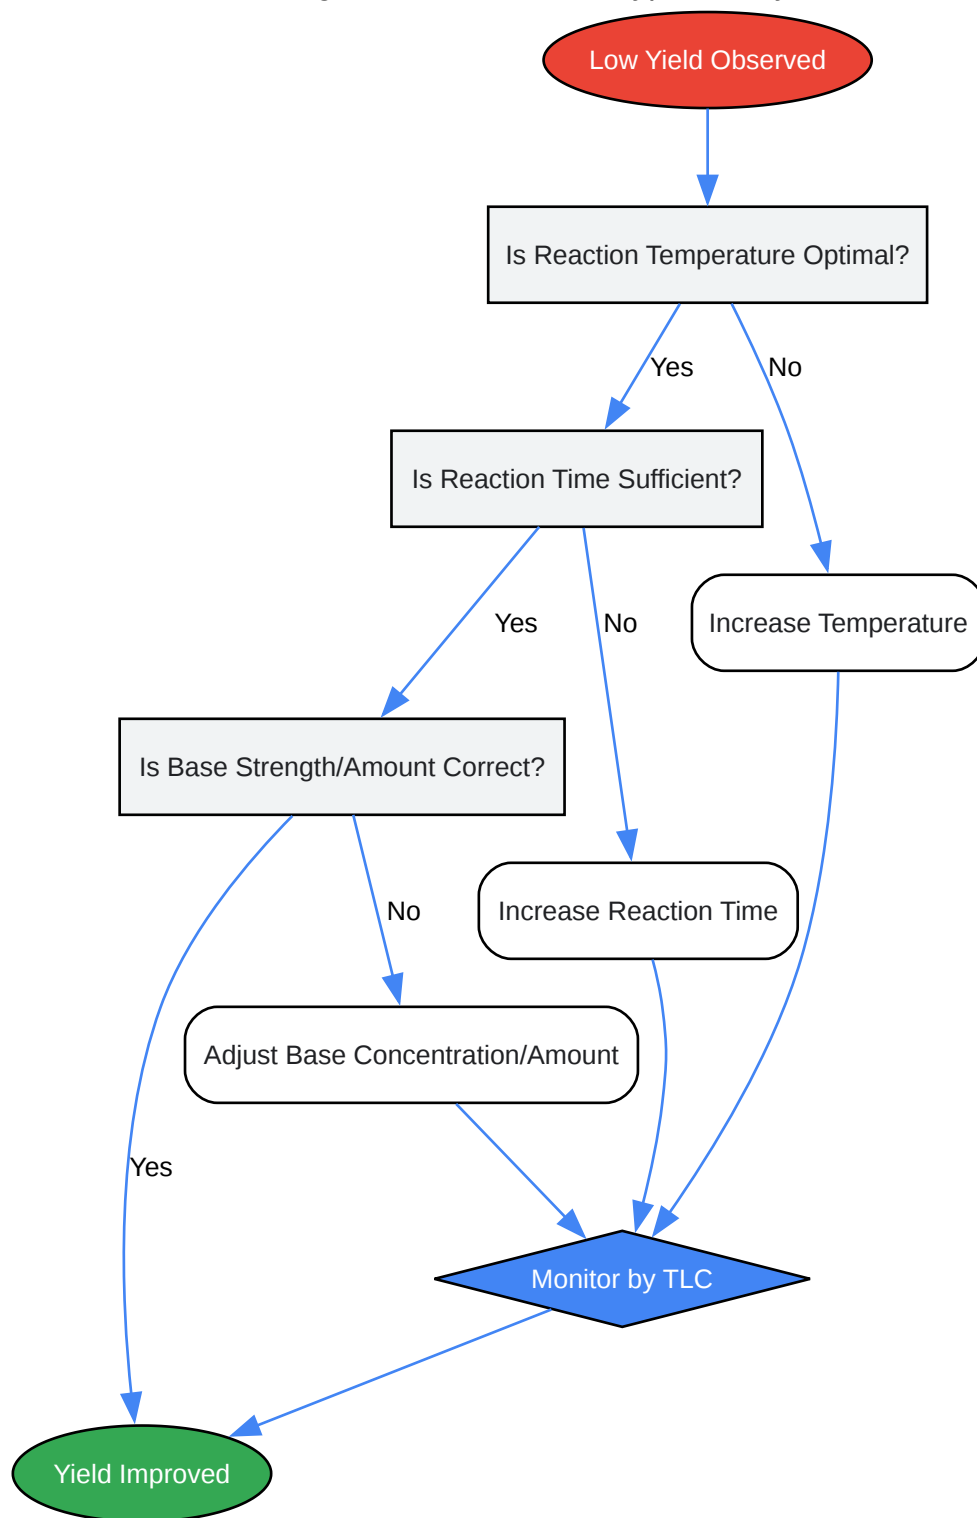 Low Yield Observed
Is Reaction Temperature Optimal?
Yes
No
Is Reaction Time Sufficient?
Yes
No
Increase Temperature
Is Base Strength/Amount Correct?
No
Increase Reaction Time
Adjust Base Concentration/Amount
Yes
Monitor by TLC
Yield Improved